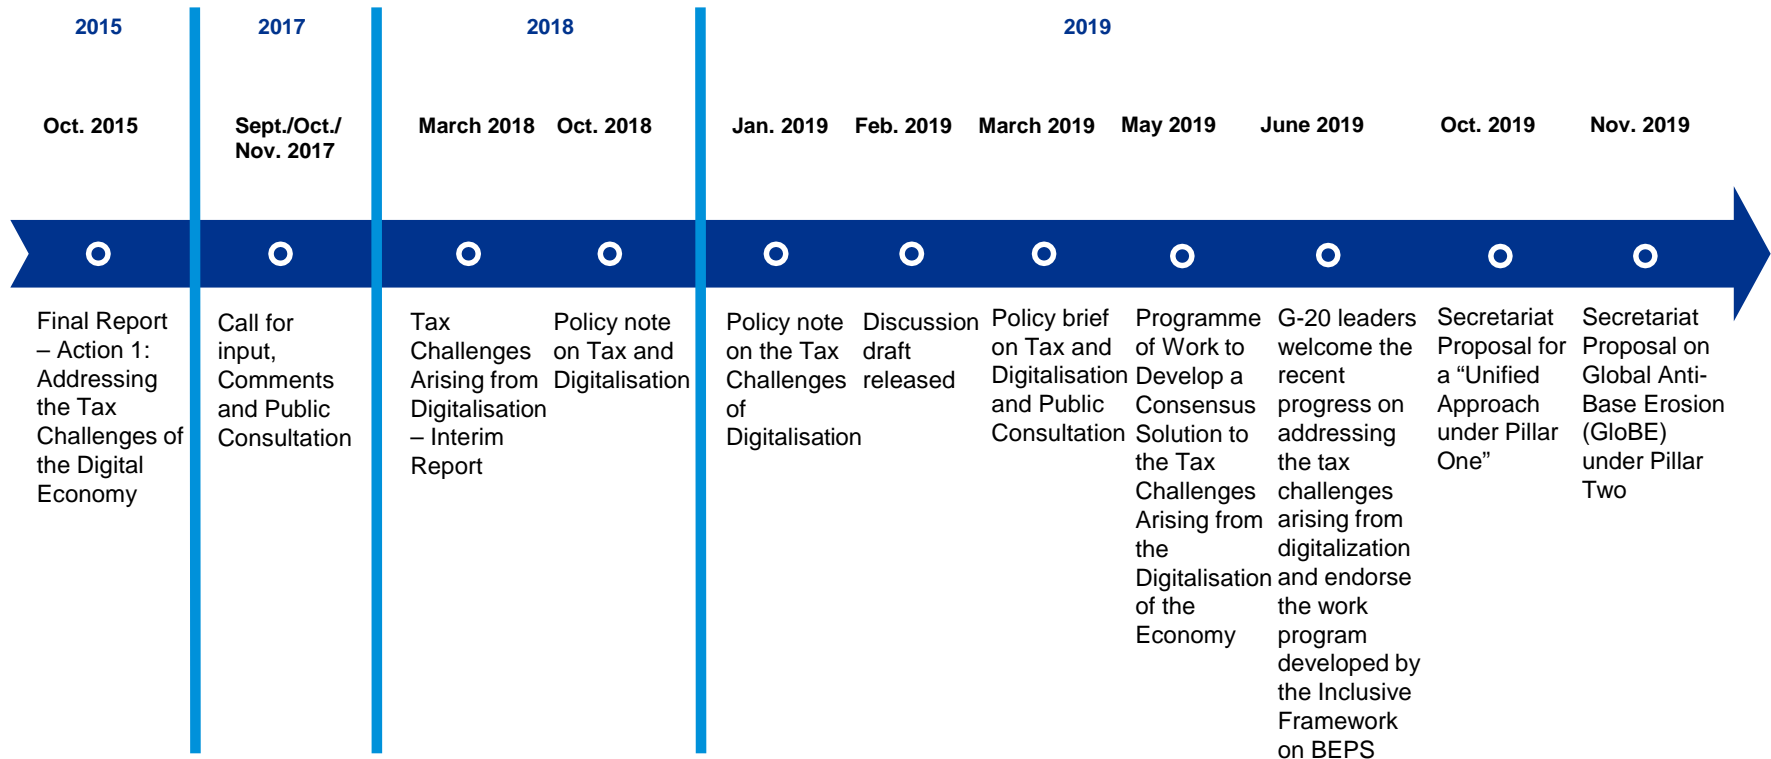 2015
2017
2018
2019
Oct. 2015
Sept./Oct./
Nov. 2017
March 2018
Oct. 2018
Jan. 2019
Feb. 2019
March 2019
May 2019
June 2019
Oct. 2019
Nov. 2019
Final Report
– Action 1:
Addressing
the Tax
Challenges of
the Digital
Economy
Call for
input,
Comments
and Public
Consultation
Tax
Challenges
Arising from
Digitalisation
– Interim
Report
Policy note
on Tax and
Digitalisation
Policy note
on the Tax
Challenges
of
Digitalisation
Discussion
draft
released
Policy brief
on Tax and
Digitalisation
and Public
Consultation
Programme
of Work to
Develop a
Consensus
Solution to
the Tax
Challenges
Arising from
the
Digitalisation
of the
Economy
G-20 leaders
welcome the
recent
progress on
addressing
the tax
challenges
arising from
digitalization
and endorse
the work
program
developed by
the Inclusive
Framework
on BEPS
Secretariat
Proposal for
a “Unified
Approach
under Pillar
One”
Secretariat
Proposal on
Global Anti-
Base Erosion
(GloBE)
under Pillar
Two